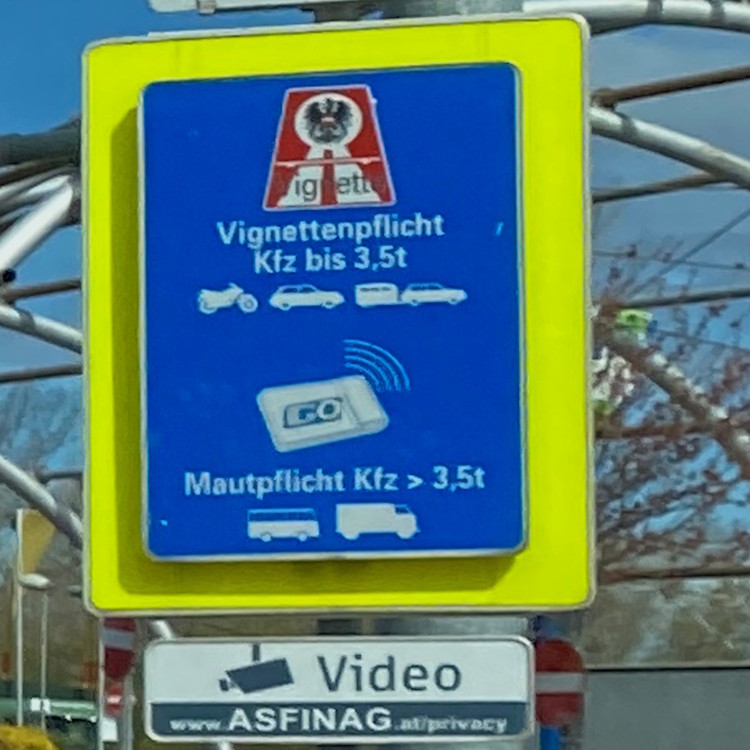 Vignette
Vignettenpflicht
Kfz bis 3,5t
GO
Mautpflicht Kfz > 3,5t
Video
www.ASFINAG.at/privacy